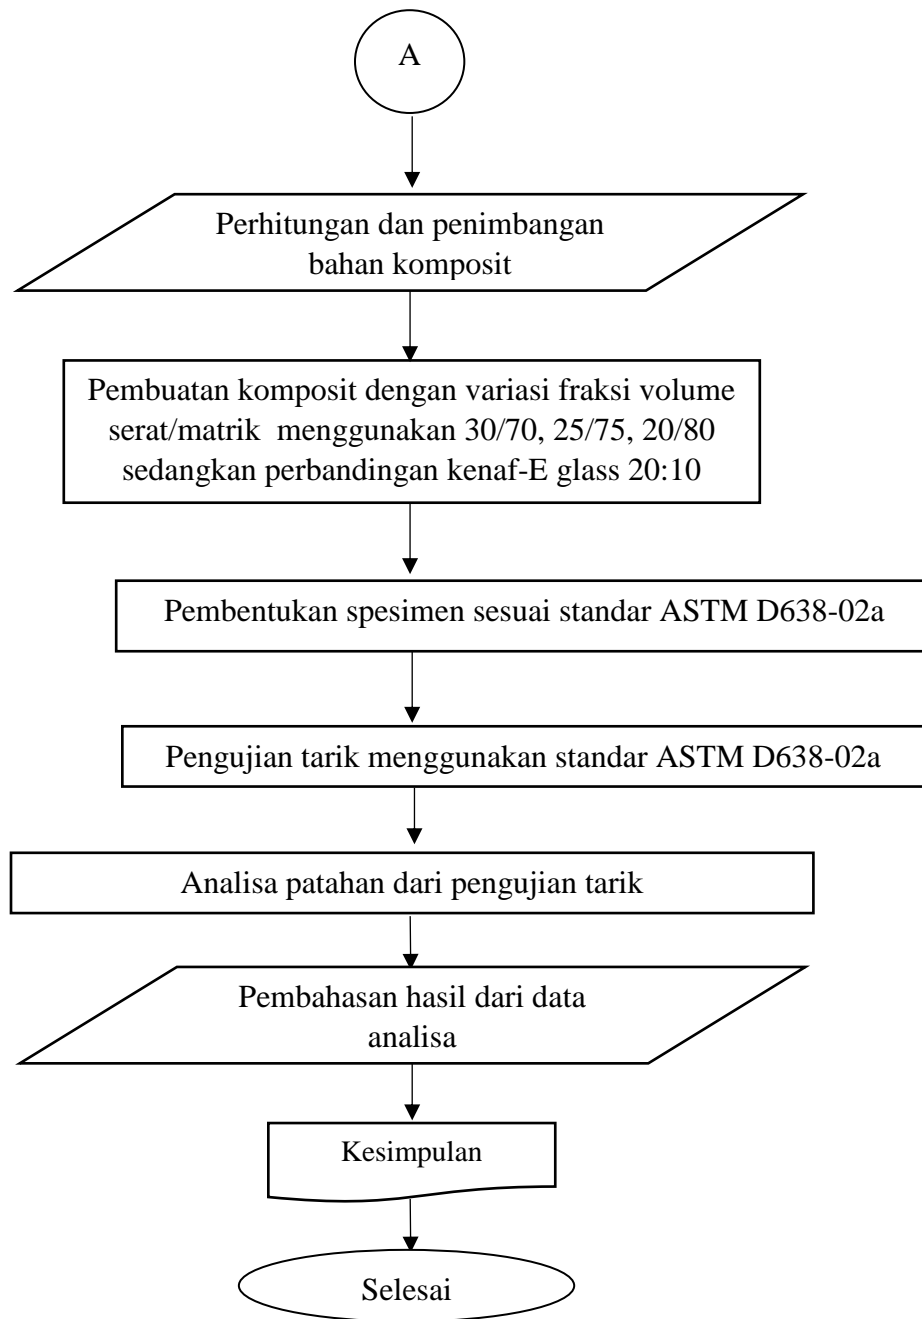 A
Perhitungan dan penimbangan
bahan komposit
Pembuatan komposit dengan variasi fraksi volume
serat/matrik menggunakan 30/70, 25/75, 20/80
sedangkan perbandingan kenaf-E glass 20:10
Pembentukan spesimen sesuai standar ASTM D638-02a
Pengujian tarik menggunakan standar ASTM D638-02a
Analisa patahan dari pengujian tarik
Pembahasan hasil dari data
analisa
Kesimpulan
Selesai